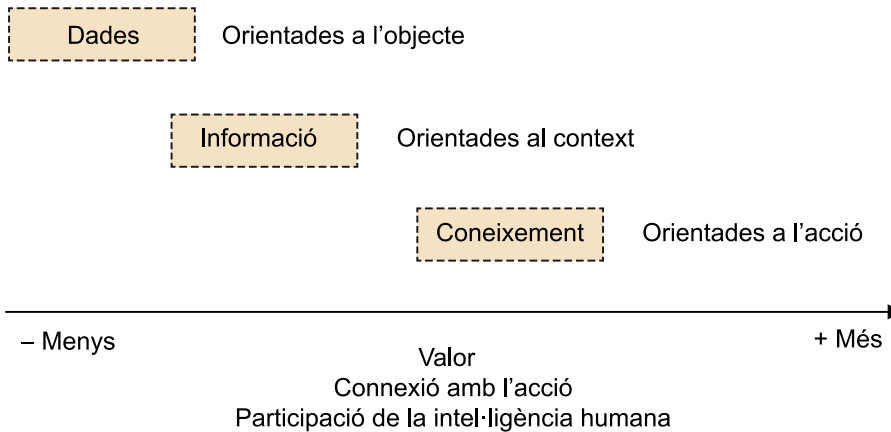 Dades Orientades a l’objecte
Informació Orientades al context
Coneixement Orientades a l’acció
– Menys + Més
Valor
Connexió amb l’acció
Participació de la intel·ligència humana